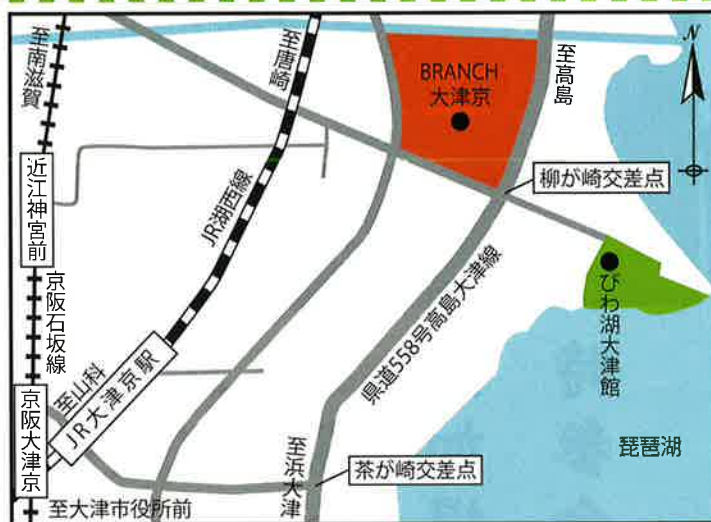 至南滋賀
至唐崎
BRANCH
大津京
至高島
N
柳が崎交差点
近江神宮前
JR湖西線
京阪石坂線
県道558号高島大津線
びわ湖大津館
至山科
JR大津京駅
京阪大津京
至浜大津
茶が崎交差点
琵琶湖
至大津市役所前